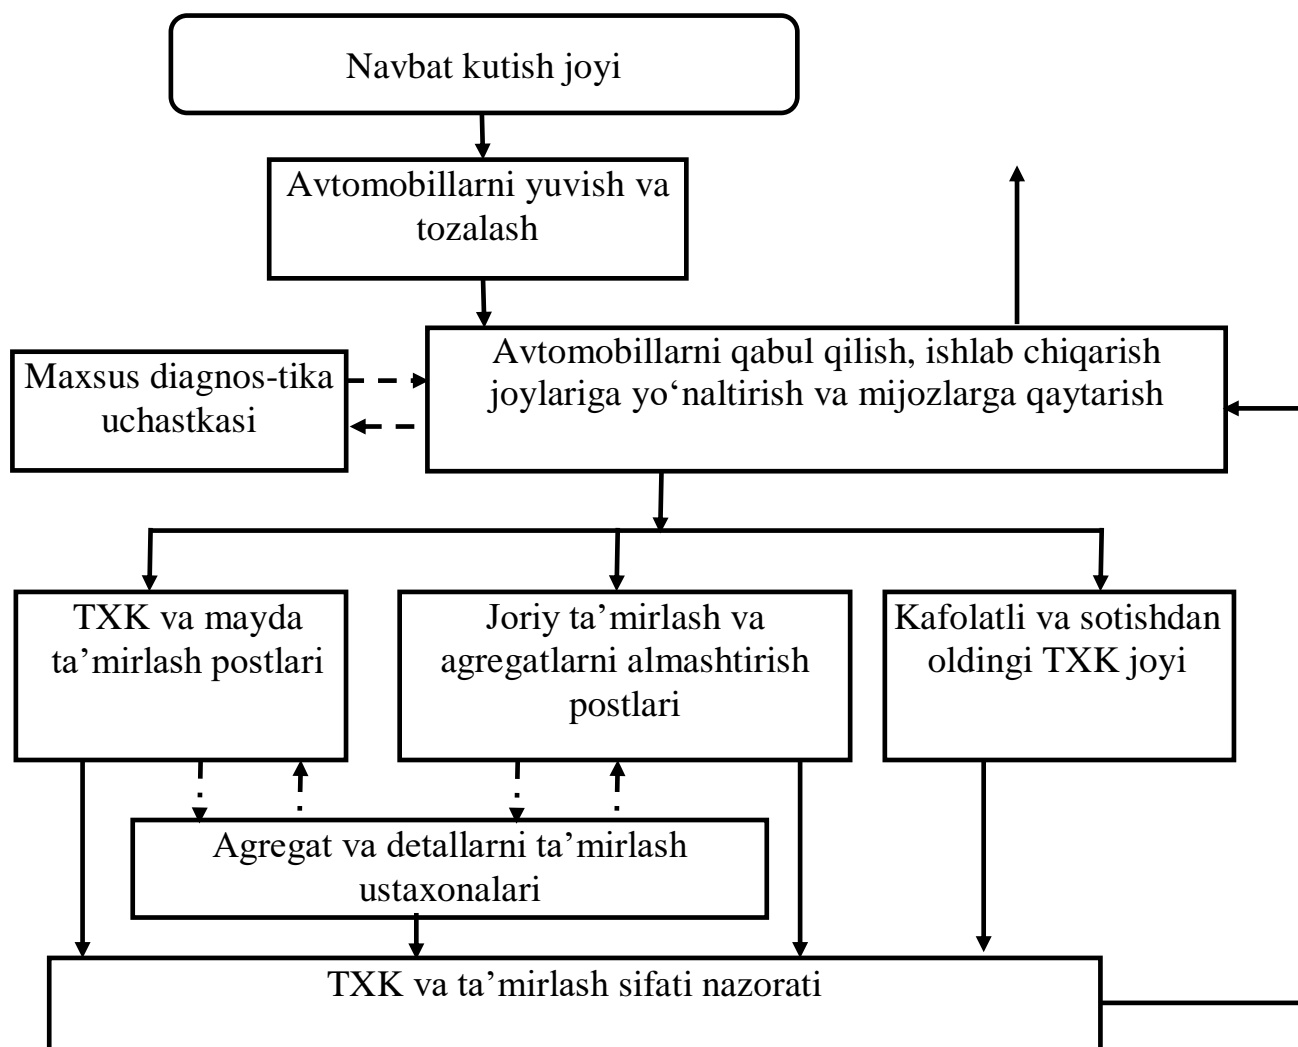 Navbat kutish joyi
Avtomobillarni yuvish va
tozalash
Maxsus diagnos-tika
uchastkasi
Avtomobillarni qabul qilish, ishlab chiqarish
joylariga yo‘naltirish va mijozlarga qaytarish
TXK va mayda
ta’mirlash postlari
Joriy ta’mirlash va
agregatlarni almashtirish
postlari
Kafolatli va sotishdan
oldingi TXK joyi
Agregat va detallarni ta’mirlash
ustaxonalari
TXK va ta’mirlash sifati nazorati